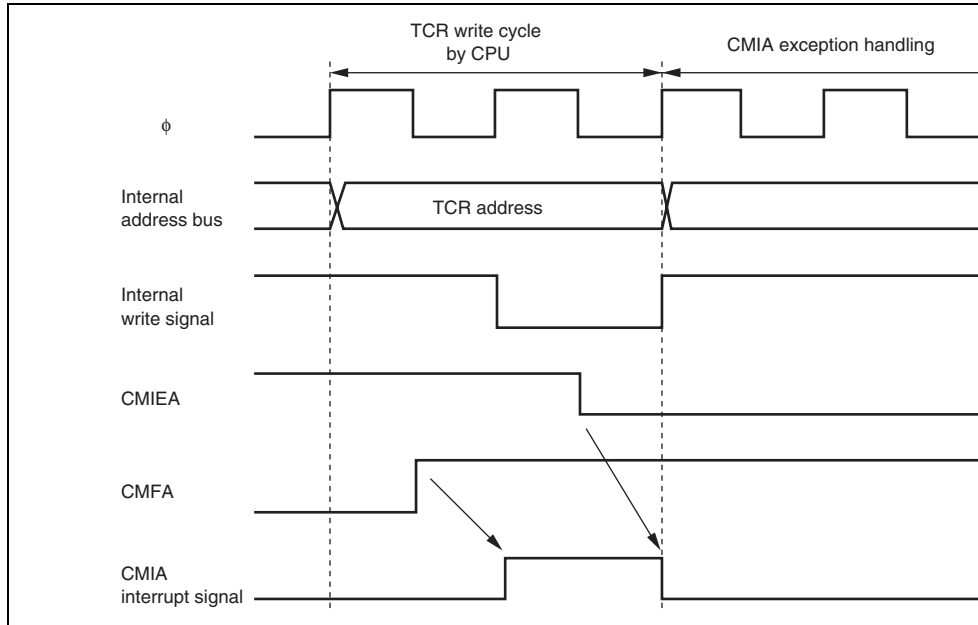 TCR write cycle
by CPU
CMIA exception handling
ϕ
Internal
address bus
TCR address
Internal
write signal
CMIEA
CMFA
CMIA
interrupt signal